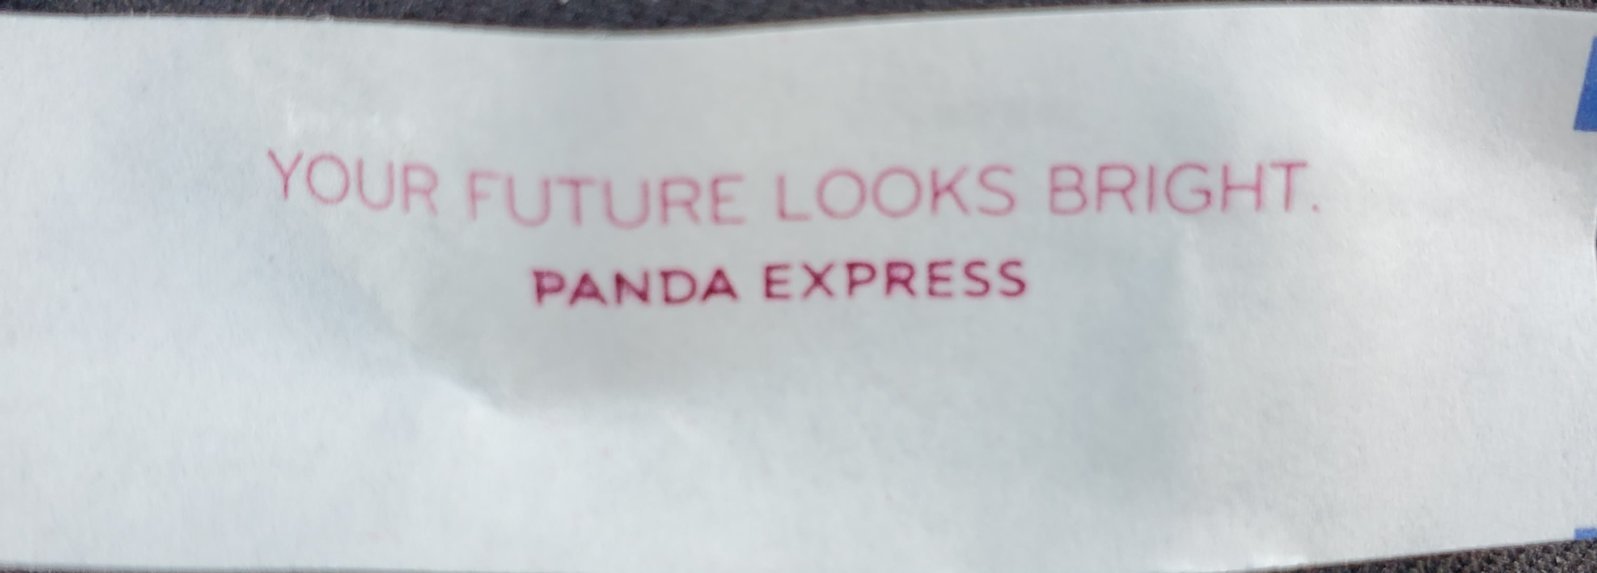 YOUR FUTURE LOOKS BRIGHT.
PANDA EXPRESS